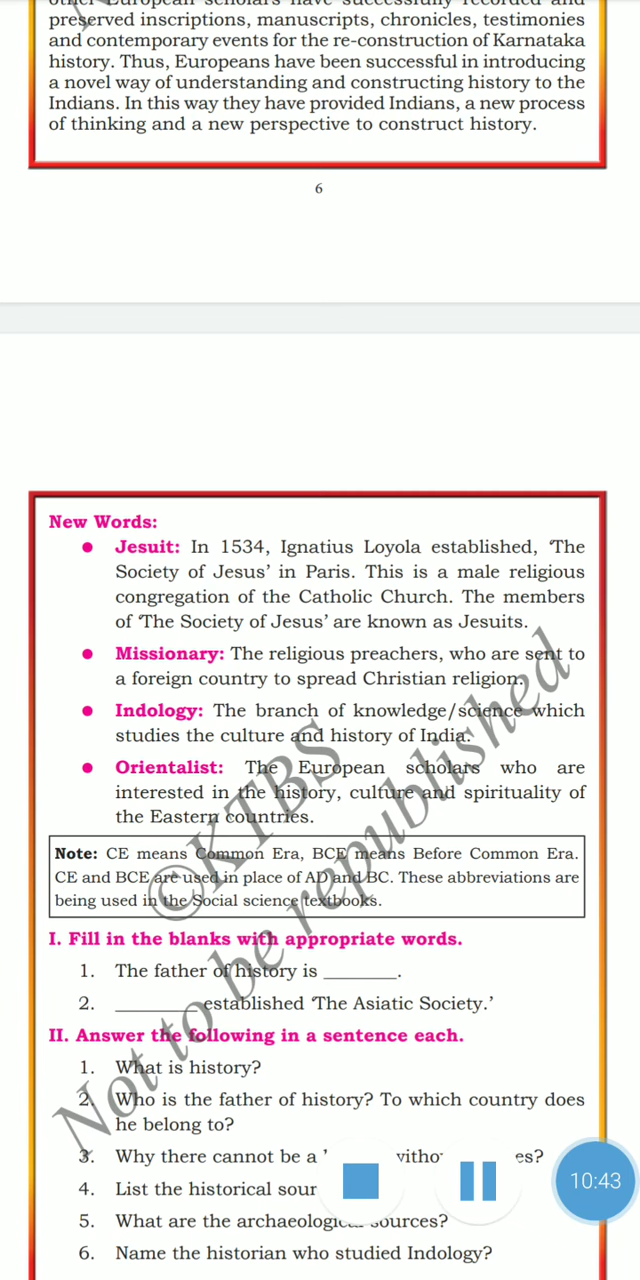 preserved inscriptions, manuscripts, chronicles, testimonies
and contemporary events for the re-construction of Karnataka
history. Thus, Europeans have been successful in introducing
a novel way of understanding and constructing history to the
Indians. In this way they have provided Indians, a new process
of thinking and a new perspective to construct history.
6
New Words:
● Jesuit: In 1534, Ignatius Loyola established, 'The
Society of Jesus' in Paris. This is a male religious
congregation of the Catholic Church. The members
of 'The Society of Jesus' are known as Jesuits.
● Missionary: The religious preachers, who are sent to
a foreign country to spread Christian religion.
● Indology: The branch of knowledge/science which
studies the culture and history of India.
● Orientalist: The European scholars who are
interested in the history, culture and spirituality of
the Eastern countries.
Note: CE means Common Era, BCE means Before Common Era.
CE and BCE are used in place of AD and BC. These abbreviations are
being used in the Social science textbooks.
I. Fill in the blanks with appropriate words.
1. The father of history is _______.
2. ________ established 'The Asiatic Society.'
II. Answer the following in a sentence each.
1. What is history?
2. Who is the father of history? To which country does
he belong to?
3. Why there cannot be a
4. List the historical
5. What are the sources?
6. Name the historian who studied Indology?
©KTBS
Not to be republished
10:43